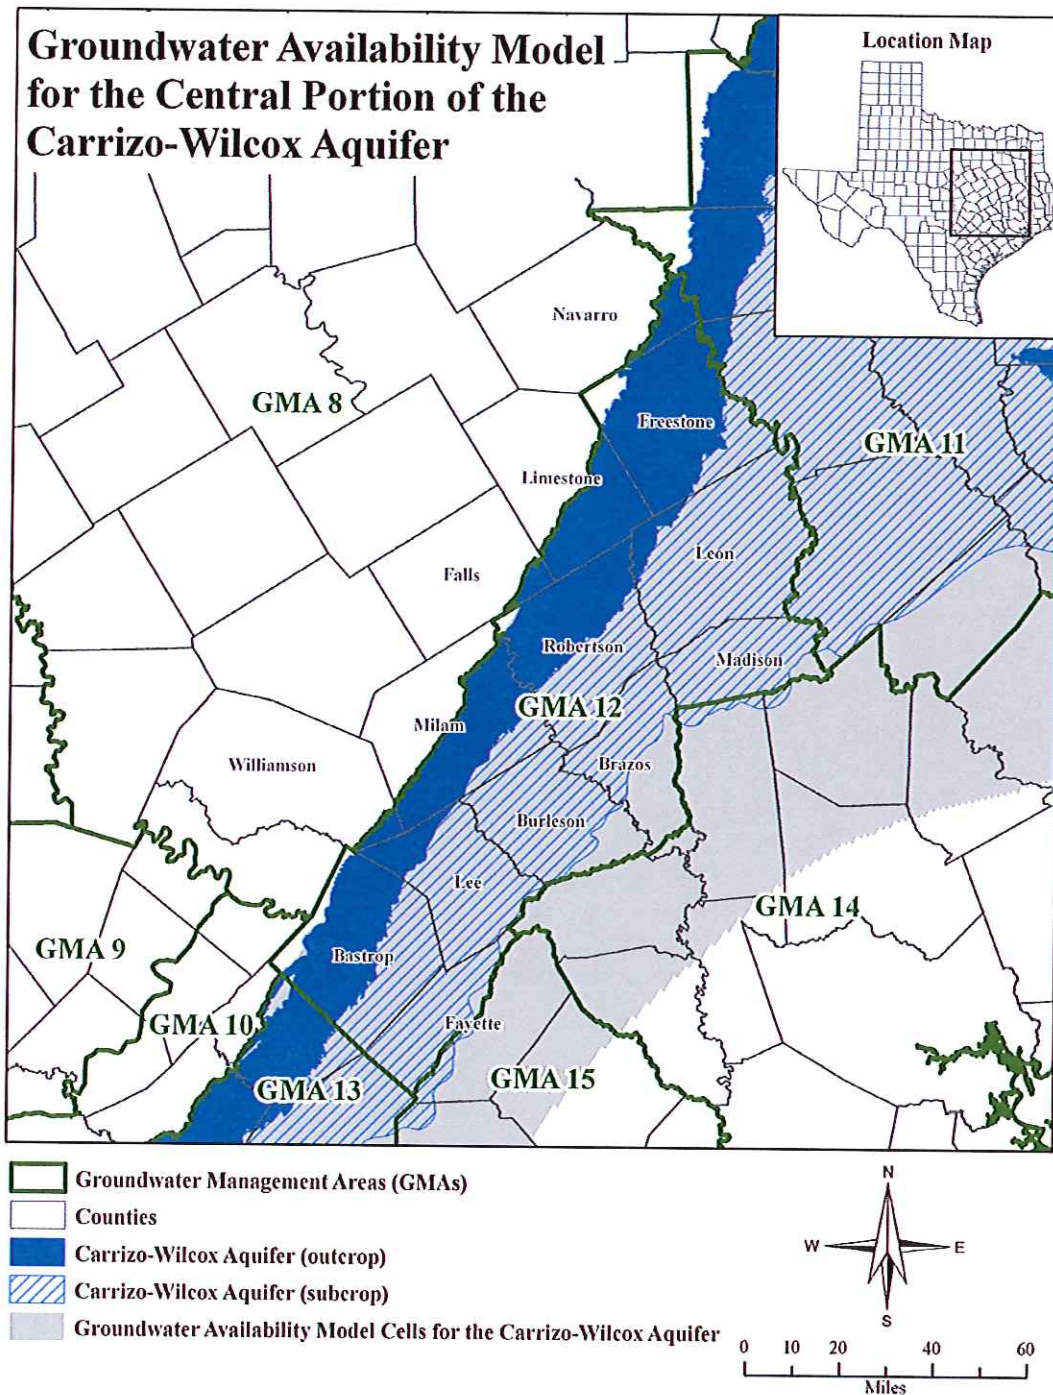 Groundwater Availability Model
for the Central Portion of the
Carrizo-Wilcox Aquifer
Location Map
Navarro
GMA 8
Freestone
GMA 11
Limestone
Leon
Falls
Robertson
Madison
GMA 12
Milam
Williamson
Brazos
Burleson
Lee
GMA 14
GMA 9
Bastrop
GMA 10
Fayette
GMA 13
GMA 15
Groundwater Management Areas (GMAs)
Counties
Carrizo-Wilcox Aquifer (outcrop)
Carrizo-Wilcox Aquifer (subcrop)
Groundwater Availability Model Cells for the Carrizo-Wilcox Aquifer
N
W E
S
0 10 20 40 60
Miles